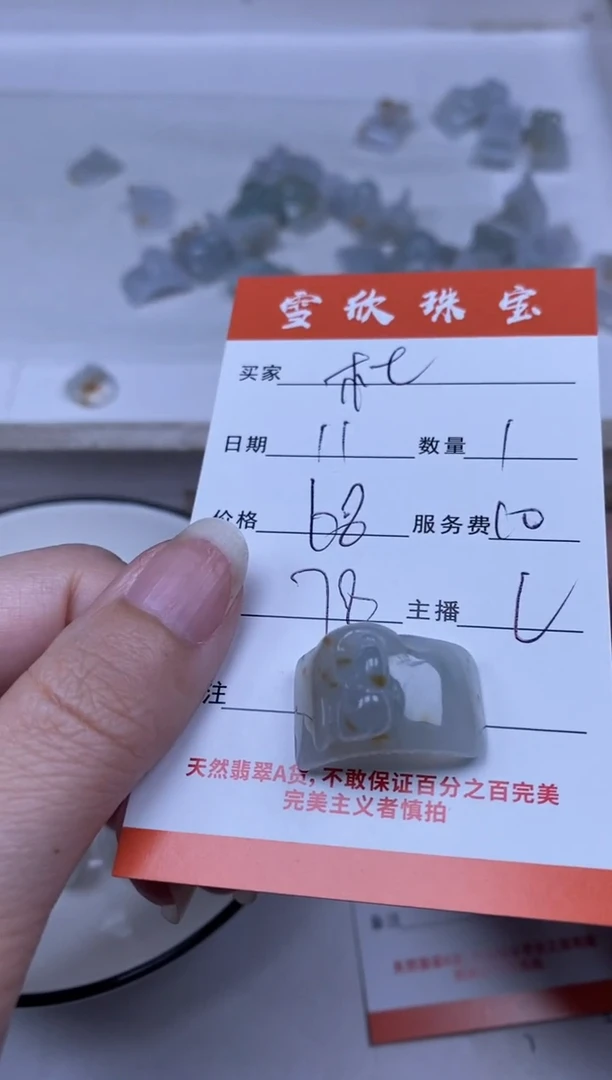 雪欣珠宝
买家 杜
日期 11 数量 1
价格 68 服务费 10
78 主播 L
注
天然翡翠A货，不敢保证百分之百完美
完美主义者慎拍